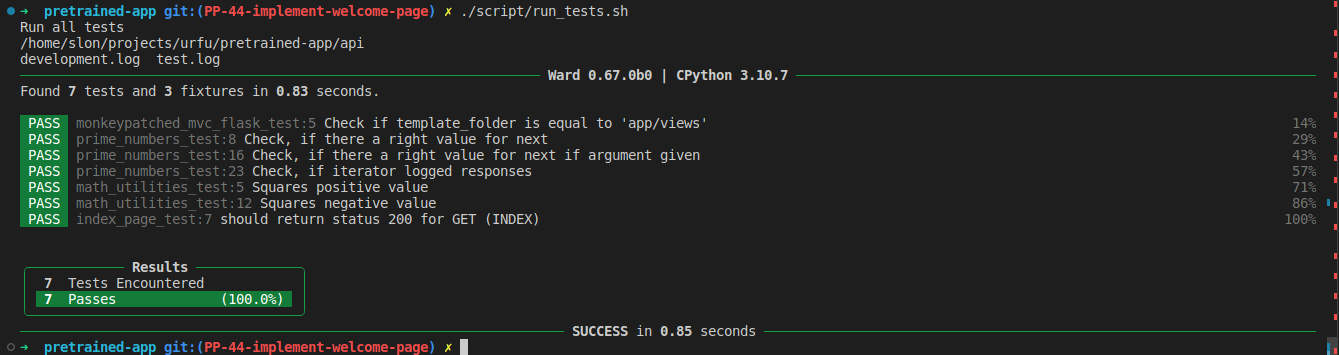 ➜ pretrained-app git:(PP-44-implement-welcome-page) ✗ ./script/run_tests.sh
Run all tests
/home/slon/projects/urfu/pretrained-app/api
development.log  test.log
Ward 0.67.0b0 | CPython 3.10.7
Found 7 tests and 3 fixtures in 0.83 seconds.
PASS monkeypatched_mvc_flask_test:5 Check if template_folder is equal to 'app/views' 14%
PASS prime_numbers_test:8 Check, if there a right value for next 29%
PASS prime_numbers_test:16 Check, if there a right value for next if argument given 43%
PASS prime_numbers_test:23 Check, if iterator logged responses 57%
PASS math_utilities_test:5 Squares positive value 71%
PASS math_utilities_test:12 Squares negative value 86%
PASS index_page_test:7 should return status 200 for GET (INDEX) 100%
Results
7 Tests Encountered
7 Passes (100.0%)
SUCCESS in 0.85 seconds
➜ pretrained-app git:(PP-44-implement-welcome-page) ✗